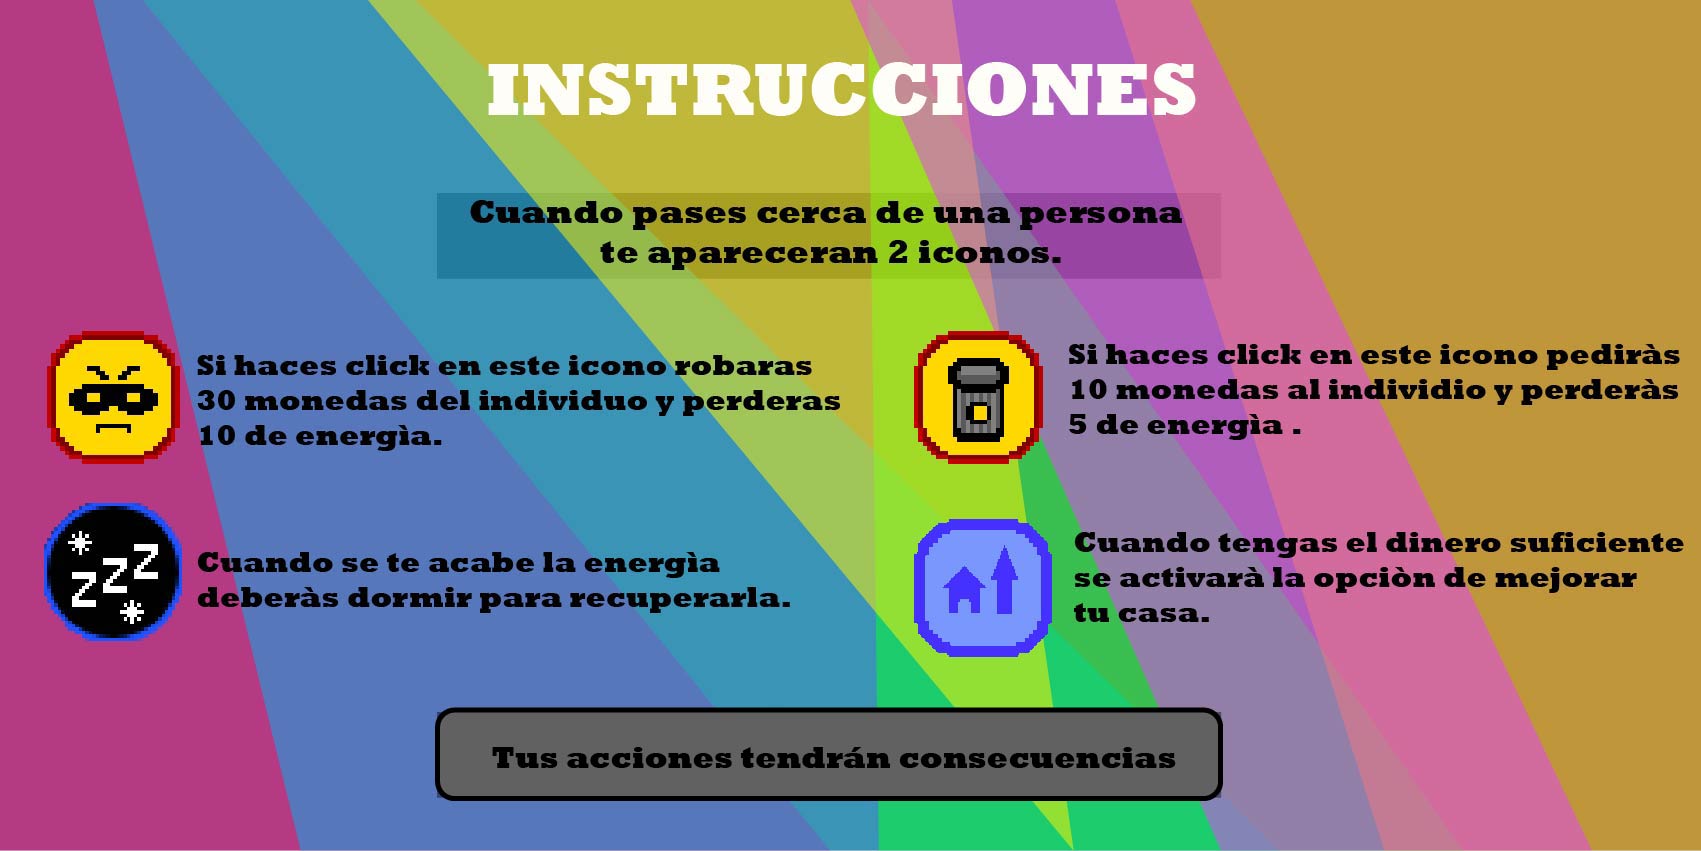 INSTRUCCIONES
Cuando pases cerca de una persona
te apareceran 2 iconos.
Si haces click en este icono robaras
30 monedas del individuo y perderas
10 de energìa.
Si haces click en este icono pediràs
10 monedas al individio y perderàs
5 de energìa .
zzz
Cuando se te acabe la energìa
deberàs dormir para recuperarla.
Cuando tengas el dinero suficiente
se activarà la opciòn de mejorar
tu casa.
Tus acciones tendrán consecuencias